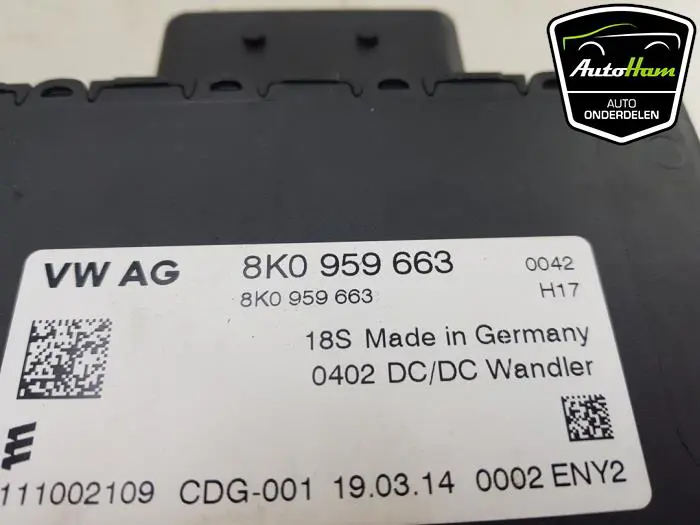 AutoHam
AUTO
ONDERDELEN
VW AG 8K0 959 663 0042
8K0 959 663 H17
18S Made in Germany
0402 DC/DC Wandler
111002109 CDG-001 19.03.14 0002 ENY2